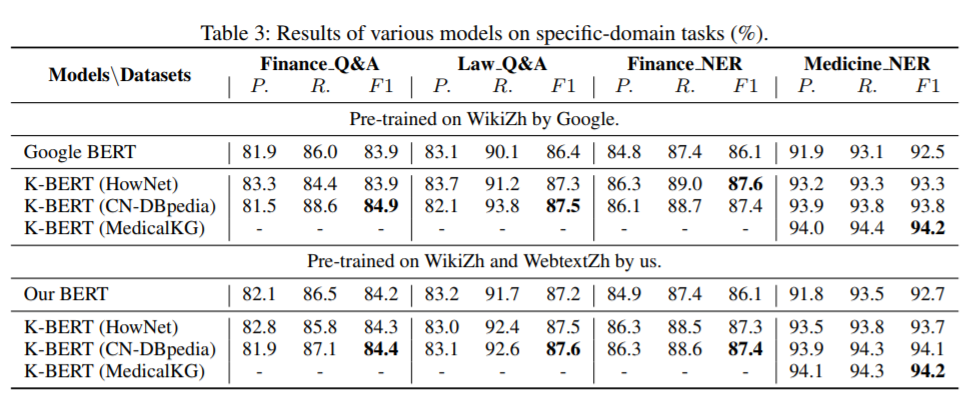 Table 3: Results of various models on specific-domain tasks (%).
Models\Datasets | Finance_Q&A | Law_Q&A | Finance_NER | Medicine_NER
| P. R. F1 | P. R. F1 | P. R. F1 | P. R. F1
Pre-trained on WikiZh by Google.
Google BERT | 81.9 86.0 83.9 | 83.1 90.1 86.4 | 84.8 87.4 86.1 | 91.9 93.1 92.5
K-BERT (HowNet) | 83.3 84.4 83.9 | 83.7 91.2 87.3 | 86.3 89.0 87.6 | 93.2 93.3 93.3
K-BERT (CN-DBpedia) | 81.5 88.6 84.9 | 82.1 93.8 87.5 | 86.1 88.7 87.4 | 93.9 93.8 93.8
K-BERT (MedicalKG) | - - - | - - - | - - - | 94.0 94.4 94.2
Pre-trained on WikiZh and WebtextZh by us.
Our BERT | 82.1 86.5 84.2 | 83.2 91.7 87.2 | 84.9 87.4 86.1 | 91.8 93.5 92.7
K-BERT (HowNet) | 82.8 85.8 84.3 | 83.0 92.4 87.5 | 86.3 88.5 87.3 | 93.5 93.8 93.7
K-BERT (CN-DBpedia) | 81.9 87.1 84.4 | 83.1 92.6 87.6 | 86.3 88.6 87.4 | 93.9 94.3 94.1
K-BERT (MedicalKG) | - - - | - - - | - - - | 94.1 94.3 94.2